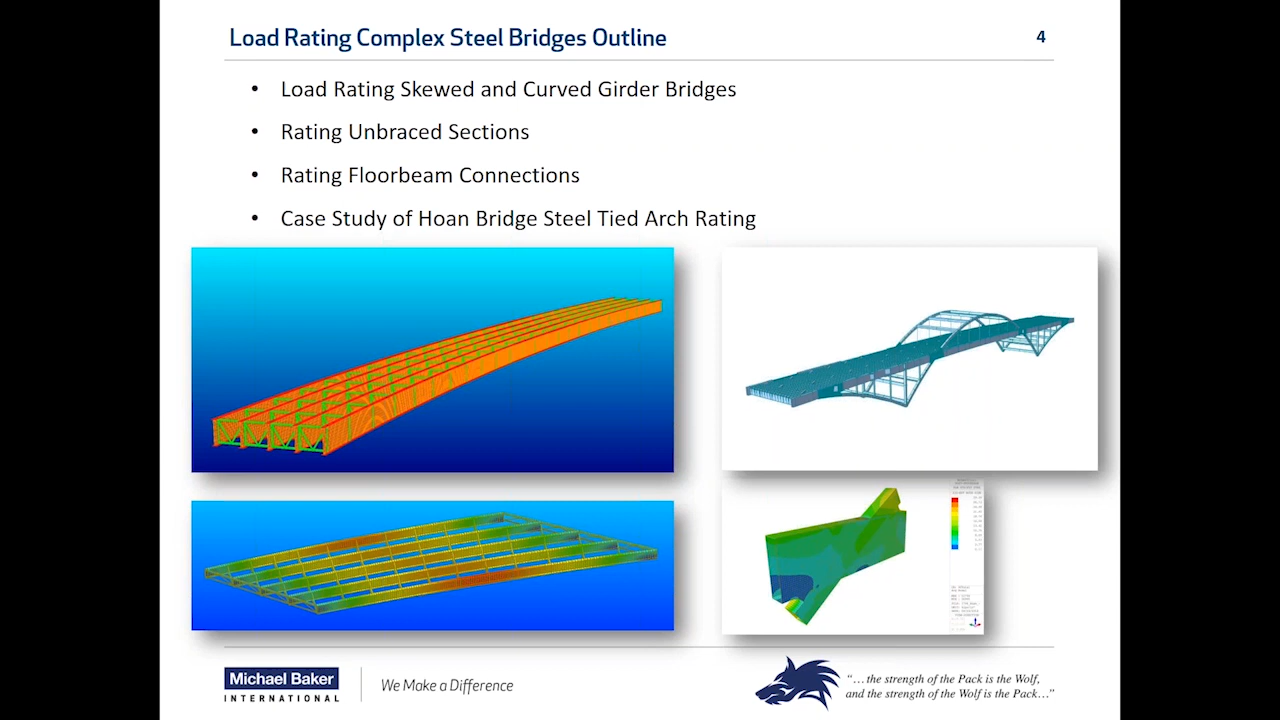 Load Rating Complex Steel Bridges Outline
4
• Load Rating Skewed and Curved Girder Bridges
• Rating Unbraced Sections
• Rating Floorbeam Connections
• Case Study of Hoan Bridge Steel Tied Arch Rating
Michael Baker
INTERNATIONAL
We Make a Difference
“…the strength of the Pack is the Wolf,
and the strength of the Wolf is the Pack…”